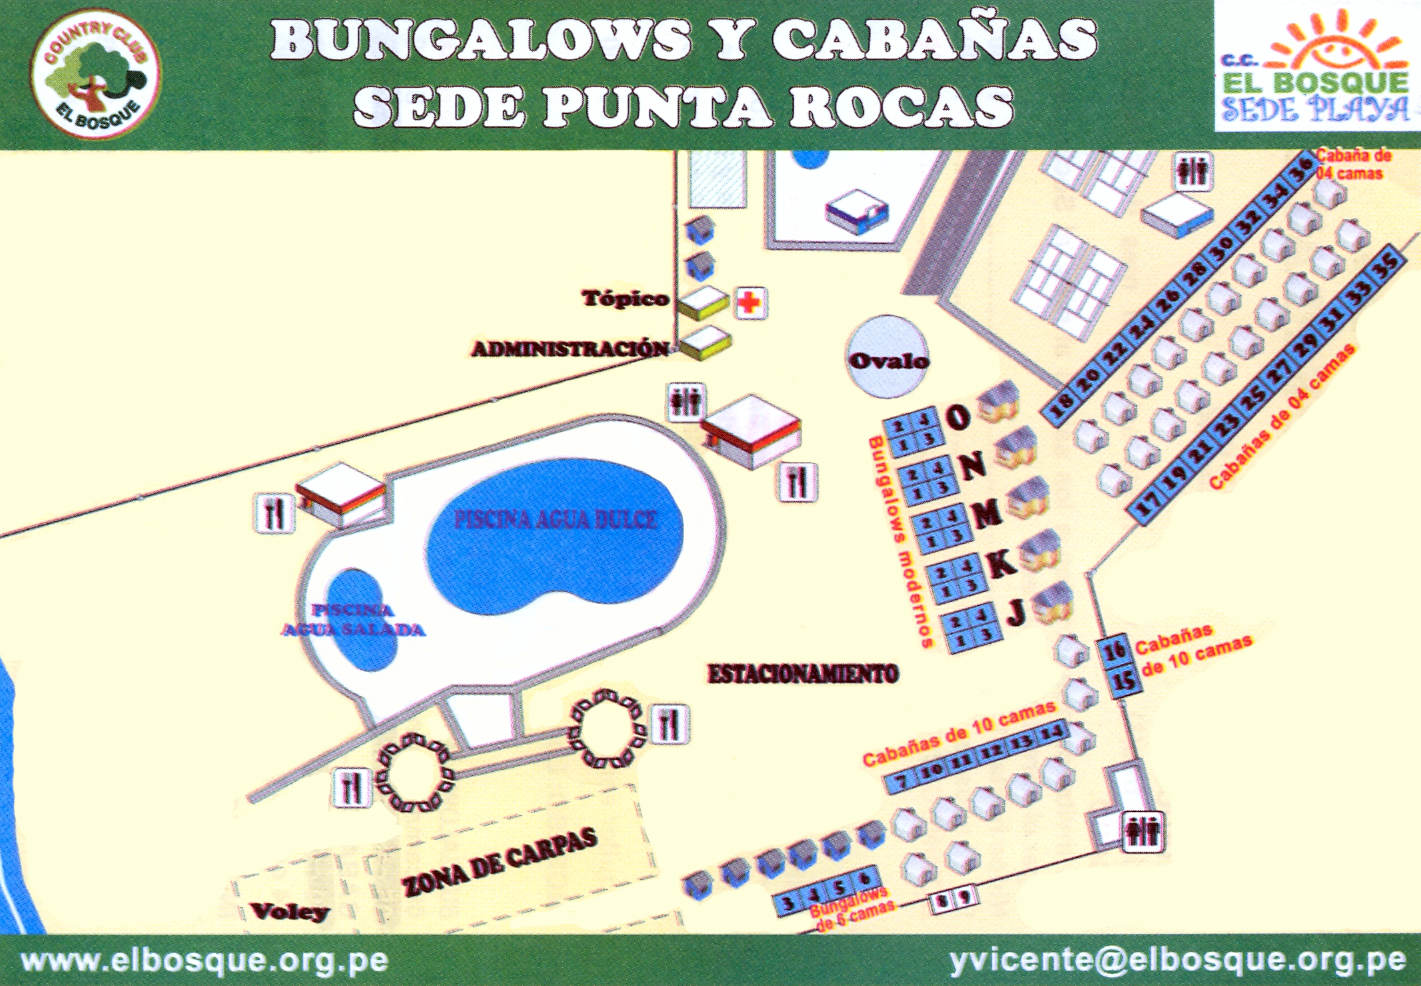 COUNTRY CLUB
EL BOSQUE
BUNGALOWS Y CABAÑAS
SEDE PUNTA ROCAS
C.C.
EL BOSQUE
SEDE PLAYA
Cabaña de
04 camas
36
34
32
30
28
26
24
22
20
18
35
33
31
29
27
25
23
21
19
17
Cabañas de 04 camas
Tópico
ADMINISTRACIÓN
Ovalo
2 4
1 3
O
2 4
1 3
N
2 4
1 3
M
2 4
1 3
K
2 4
1 3
J
Bungalows modernos
PISCINA AGUA DULCE
PISCINA
AGUA SALADA
ESTACIONAMIENTO
16
15
Cabañas
de 10 camas
Cabañas de 10 camas
7 10 11 12 13 14
ZONA DE CARPAS
Voley
3 4 5 6
Bungalows
de 6 camas
8 9
www.elbosque.org.pe
yvicente@elbosque.org.pe